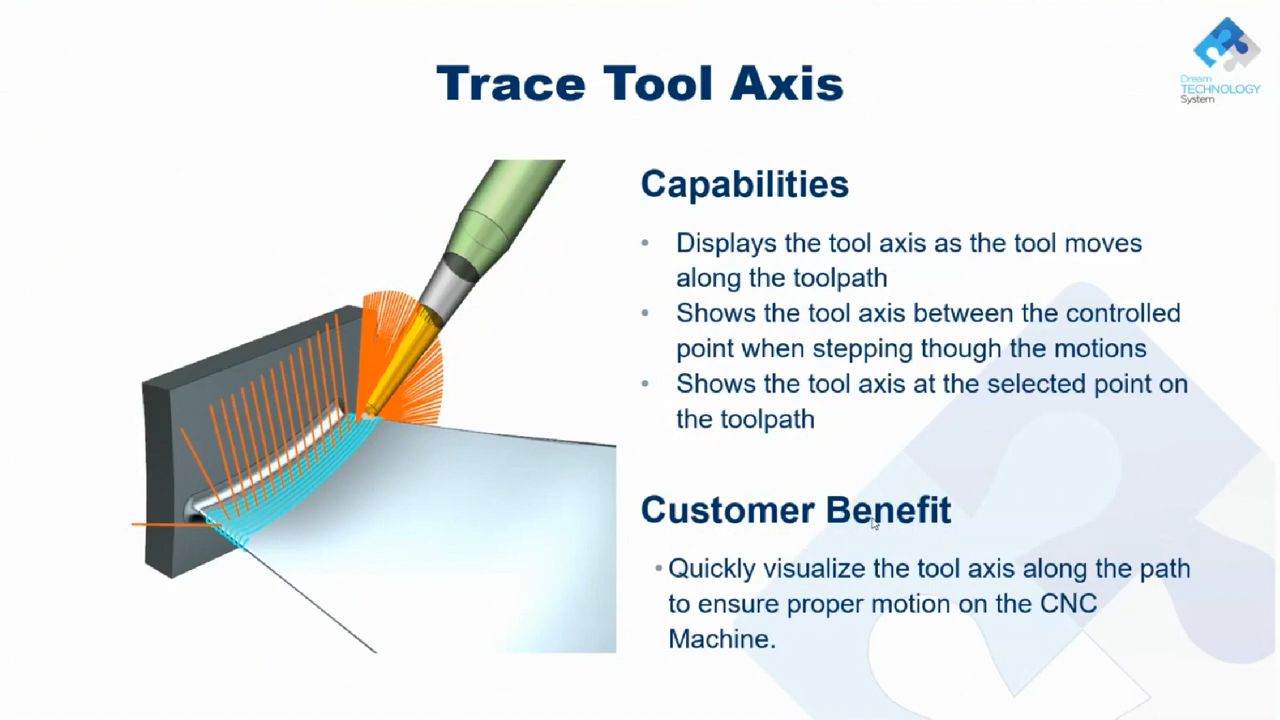 Trace Tool Axis
Dream
TECHNOLOGY
System
Capabilities
• Displays the tool axis as the tool moves
along the toolpath
• Shows the tool axis between the controlled
point when stepping though the motions
• Shows the tool axis at the selected point on
the toolpath
Customer Benefit
• Quickly visualize the tool axis along the path
to ensure proper motion on the CNC
Machine.